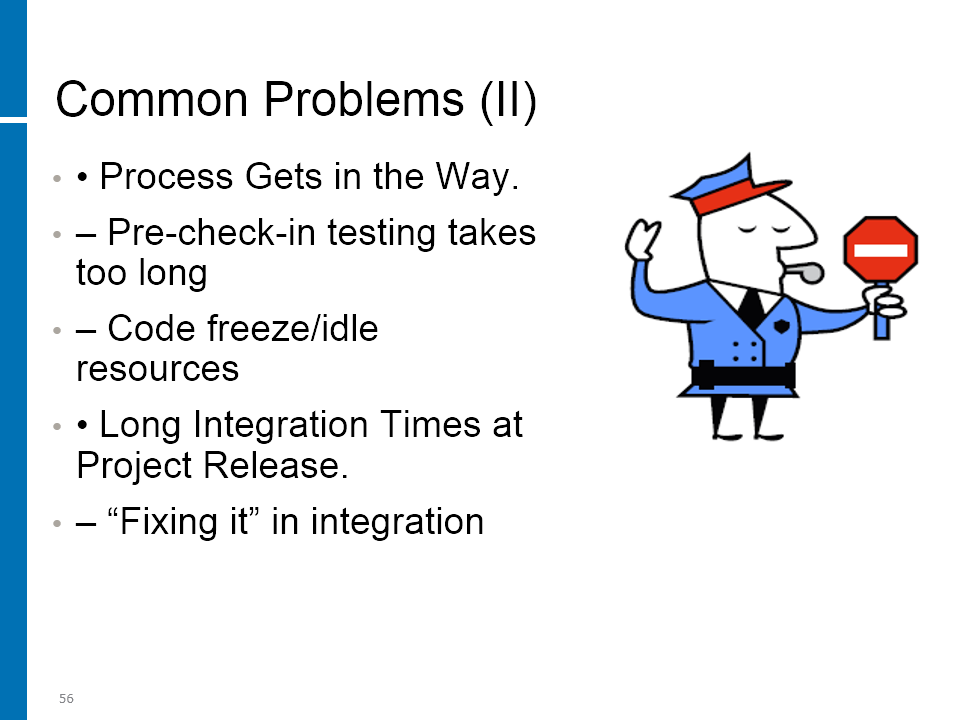 Common Problems (II)
• • Process Gets in the Way.
• – Pre-check-in testing takes
too long
• – Code freeze/idle
resources
• • Long Integration Times at
Project Release.
• – “Fixing it” in integration
56